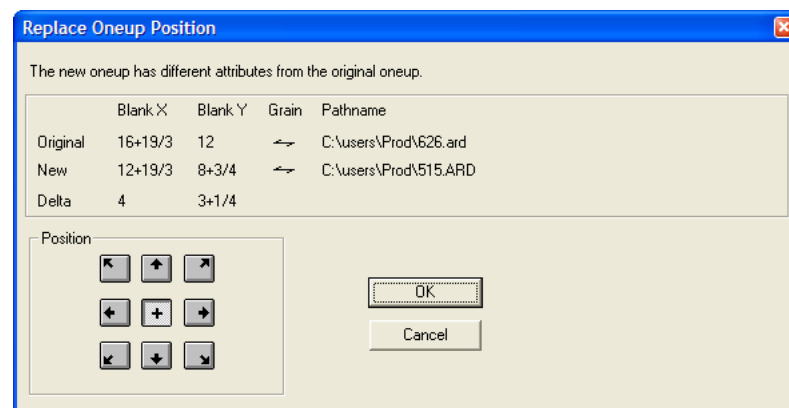 Replace Oneup Position
The new oneup has different attributes from the original oneup.
Blank X Blank Y Grain Pathname
Original 16+19/3 12 C:\users\Prod\626.ard
New 12+19/3 8+3/4 C:\users\Prod\515.ARD
Delta 4 3+1/4
Position
OK
Cancel